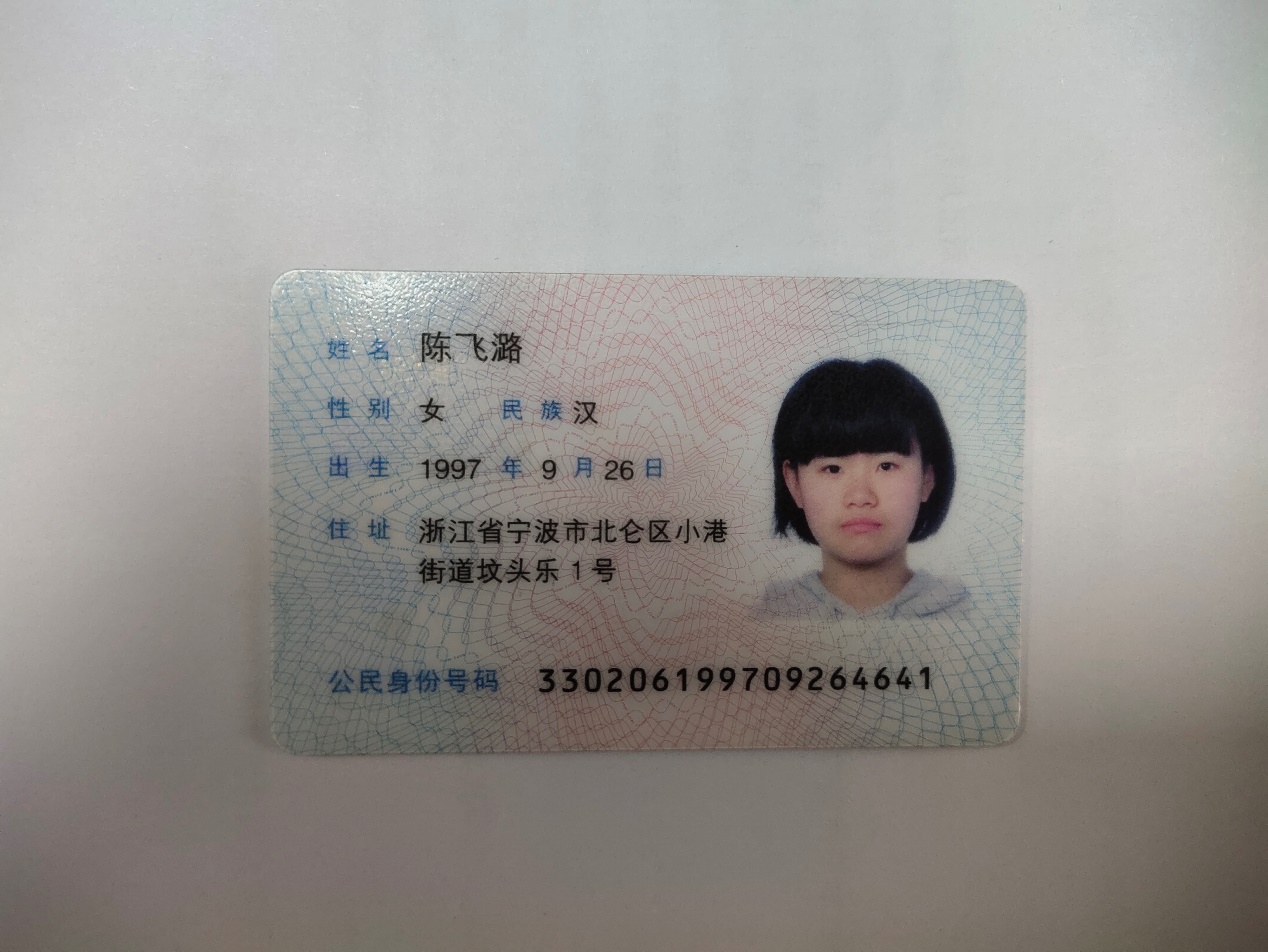 姓名 陈飞潞
性别 女 民族 汉
出生 1997 年 9 月 26 日
住址 浙江省宁波市北仑区小港
街道坟头乐 1 号
公民身份号码 330206199709264641